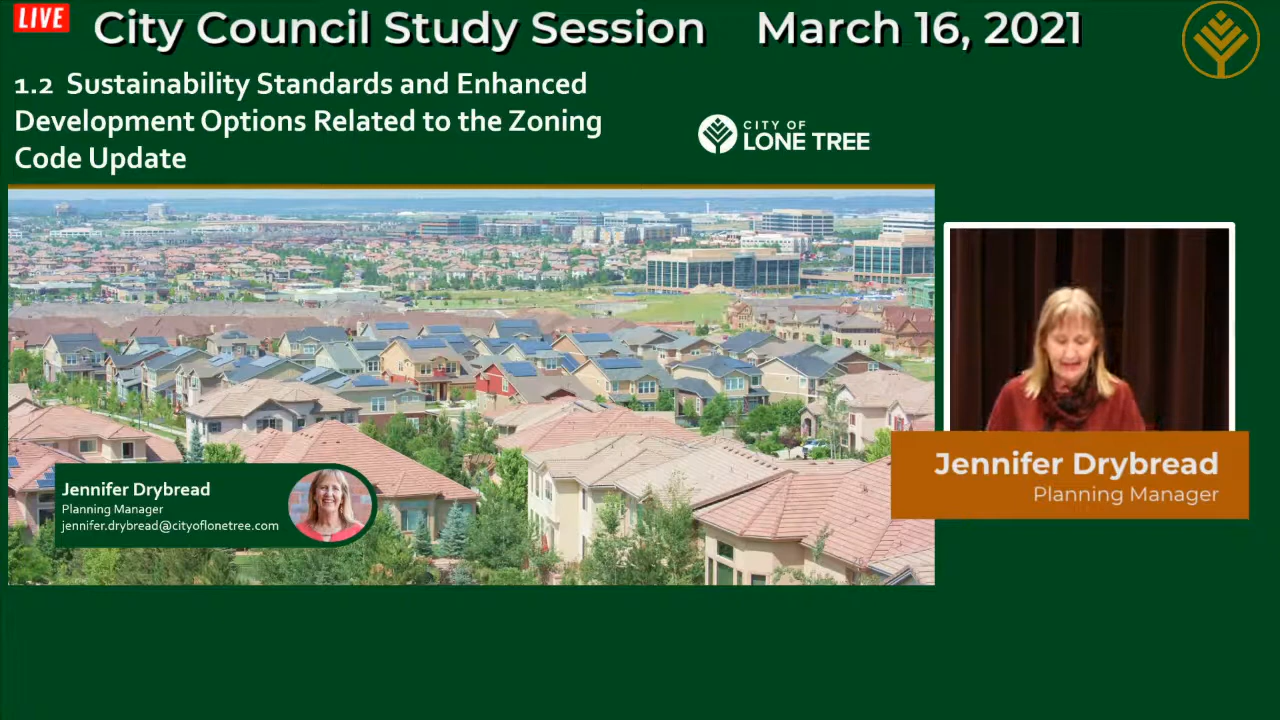 LIVE
City Council Study Session March 16, 2021
1.2 Sustainability Standards and Enhanced
Development Options Related to the Zoning
Code Update
CITY OF
LONE TREE
Jennifer Drybread
Planning Manager
jennifer.drybread@cityoflonetree.com
Jennifer Drybread
Planning Manager